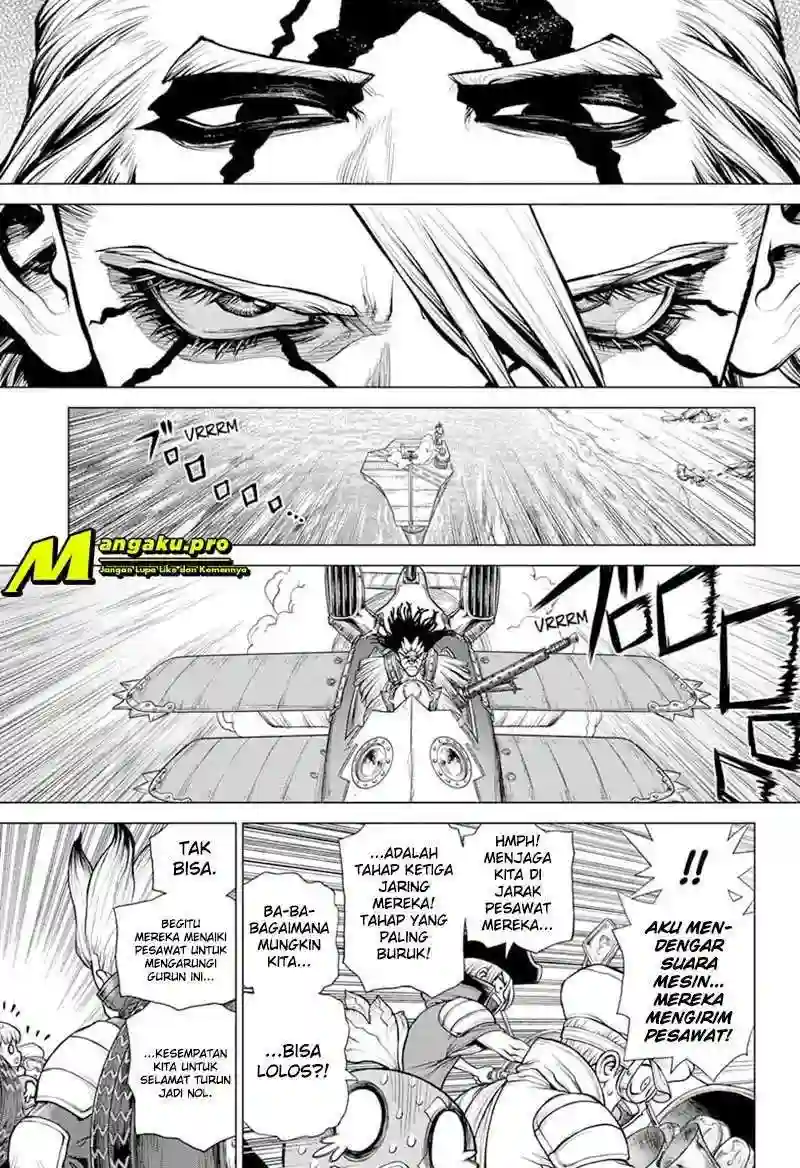 VRRRM
ブロロロロ...
Mangaku.pro
Jangan Lupa Like dan Komennya
VRRRM
ブロロロ
!!
AKU MEN-
DENGAR
SUARA
MESIN...
MEREKA
MENGIRIM
PESAWAT!
HMPH!
MENJAGA
KITA DI
JARAK
PESAWAT
MEREKA...
...ADALAH
TAHAP KETIGA
JARING
MEREKA!
TAHAP YANG
PALING
BURUK!
BA-BA-
BAGAIMANA
MUNGKIN
KITA...
...BISA
LOLOS?!
TAK
BISA.
BEGITU
MEREKA MENAIKI
PESAWAT UNTUK
MENGARUNGI
GURUN INI...
...KESEMPATAN
KITA UNTUK
SELAMAT TURUN
JADI NOL.